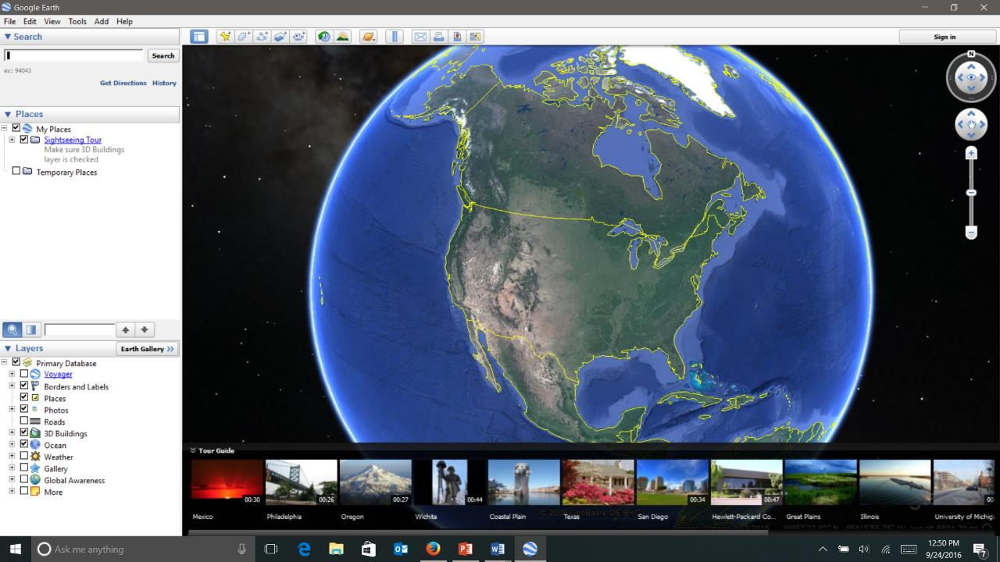 Google Earth
File Edit View Tools Add Help
Search
Search
ex: 94043
Get Directions History
Places
My Places
Sightseeing Tour
Make sure 3D Buildings
layer is checked
Temporary Places
Layers
Earth Gallery >>
Primary Database
Voyager
Borders and Labels
Places
Photos
Roads
3D Buildings
Ocean
Weather
Gallery
Global Awareness
More
Sign in
N
Tour Guide
00:30 00:26 00:27 00:44 00:34 00:47 00:
Mexico Philadelphia Oregon Wichita Coastal Plain Texas San Diego Hewlett-Packard Co... Great Plains Illinois University of Michig
© 2009 GeoBasis-DE/BKG
Ask me anything
12:50 PM
9/24/2016
7